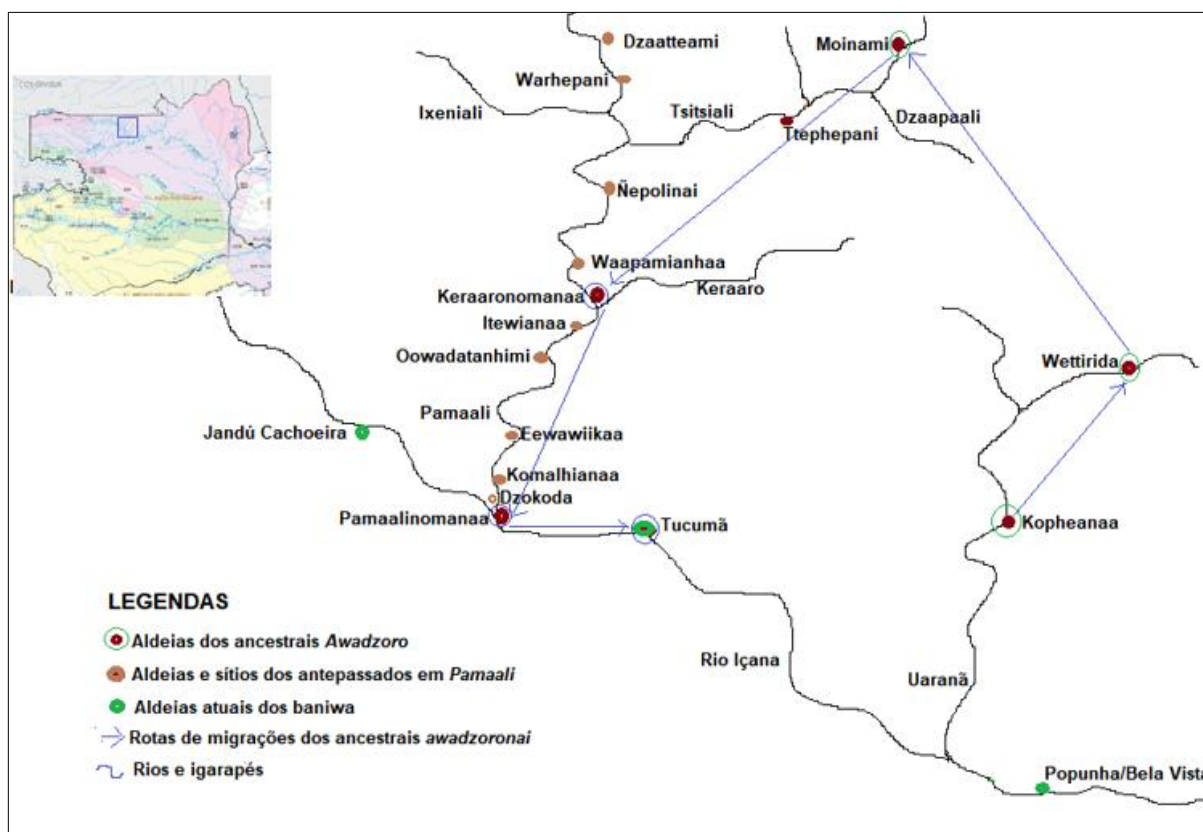 Dzaatteami
Moinami
Warhepani
Ixeniali
Tsitsiali
Dzaapaali
Ttephepani
Ñepolinai
Waapamianhaa
Keraaro
Keraaronomanaa
Itewianaa
Oowadatanhimi
Wettirida
Pamaali
Jandú Cachoeira
Eewawiikaa
Komalhianaa
Dzokoda
Pamaalinomanaa
Tucumã
Kopheanaa
LEGENDAS
Aldeias dos ancestrais Awadzoro
Aldeias e sítios dos antepassados em Pamaali
Aldeias atuais dos baniwa
Rotas de migrações dos ancestrais awadzoronai
Rios e igarapés
Rio Içana
Uaranã
Popunha/Bela Vista